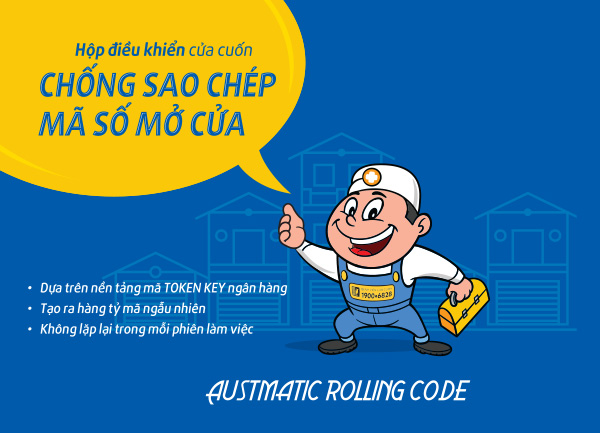 Hộp điều khiển cửa cuốn
CHỐNG SAO CHÉP
MÃ SỐ MỞ CỬA
• Dựa trên nền tảng mã TOKEN KEY ngân hàng
• Tạo ra hàng tỷ mã ngẫu nhiên
• Không lặp lại trong mỗi phiên làm việc
1900•6828
AUSTMATIC ROLLING CODE